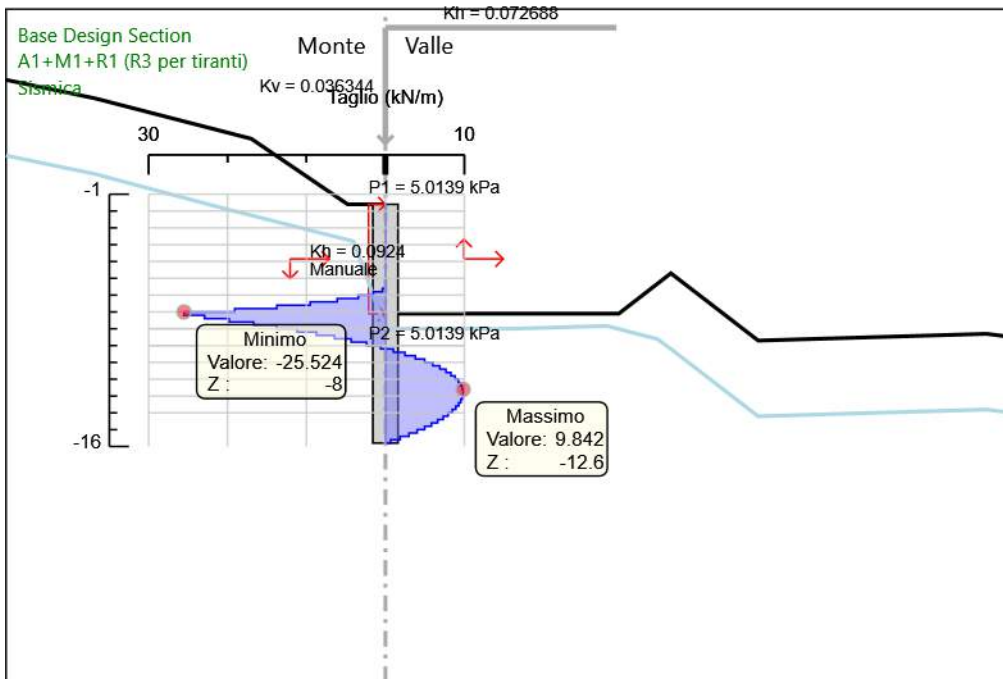 Kh = 0.072688
Base Design Section
A1+M1+R1 (R3 per tiranti)
Sismica
Monte
Valle
Kv = 0.036344
Taglio (kN/m)
30
10
-1
P1 = 5.0139 kPa
Kh = 0.0924
Manuale
P2 = 5.0139 kPa
Minimo
Valore: -25.524
Z : -8
Massimo
Valore: 9.842
Z : -12.6
-16